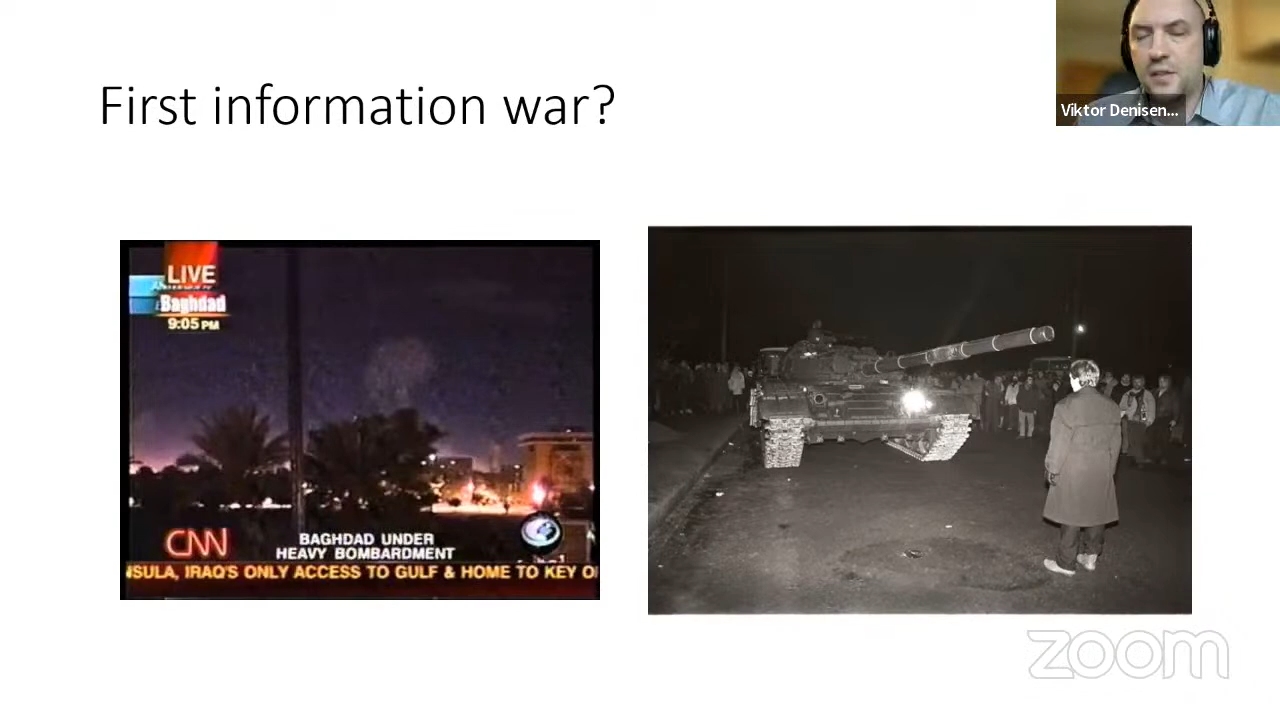 First information war?
Viktor Denisen...
LIVE
Baghdad
9:05 PM
CNN
BAGHDAD UNDER
HEAVY BOMBARDMENT
NSULA, IRAQ'S ONLY ACCESS TO GULF & HOME TO KEY O
zoom